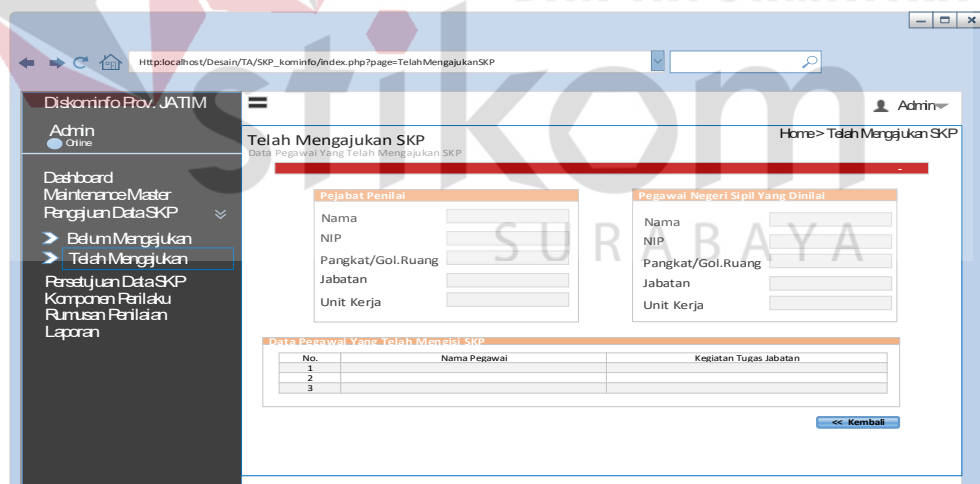 Http:localhost/Desain/TA/SKP_kominfo/index.php?page=TelahMengajukanSKP
Diskominfo Prov. JATIM
Admin
Online
Dashboard
Maintenance Master
Pengajuan Data SKP
Belum Mengajukan
Telah Mengajukan
Persetujuan Data SKP
Komponen Perilaku
Rumusan Penilaian
Laporan
Admin
Telah Mengajukan SKP
Home > Telah Mengajukan SKP
Data Pegawai Yang Telah Mengajukan SKP
Pejabat Penilai
Nama
NIP
Pangkat/Gol.Ruang
Jabatan
Unit Kerja
Pegawai Negeri Sipil Yang Dinilai
Nama
NIP
Pangkat/Gol.Ruang
Jabatan
Unit Kerja
Data Pegawai Yang Telah Mengisi SKP
No. Nama Pegawai Kegiatan Tugas Jabatan
1
2
3
<< Kembali
stikom
SURABAYA